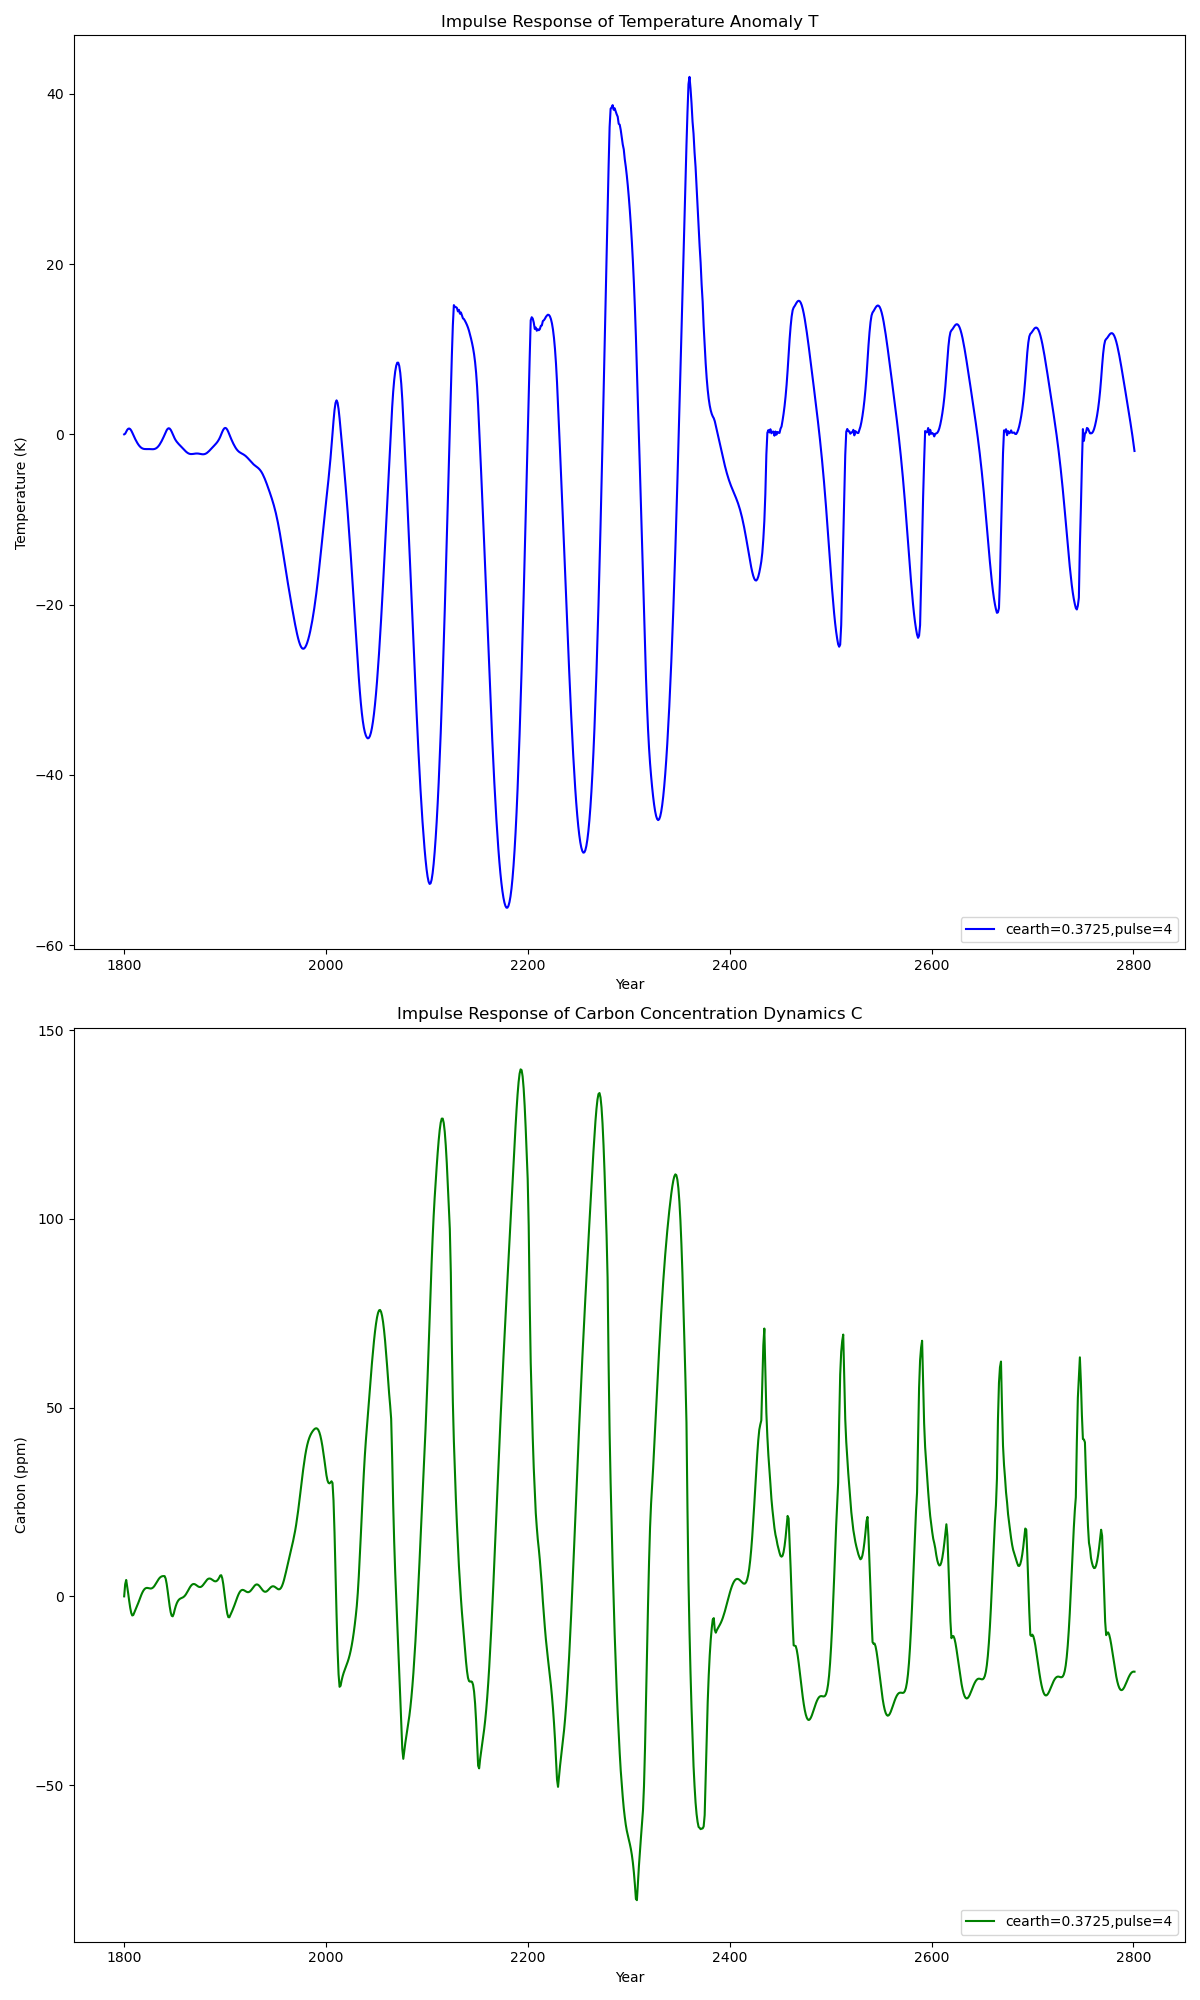 Impulse Response of Temperature Anomaly T
40
20
0
−20
−40
−60
Temperature (K)
1800 2000 2200 2400 2600 2800
Year
cearth=0.3725,pulse=4
Impulse Response of Carbon Concentration Dynamics C
150
100
50
0
−50
Carbon (ppm)
1800 2000 2200 2400 2600 2800
Year
cearth=0.3725,pulse=4